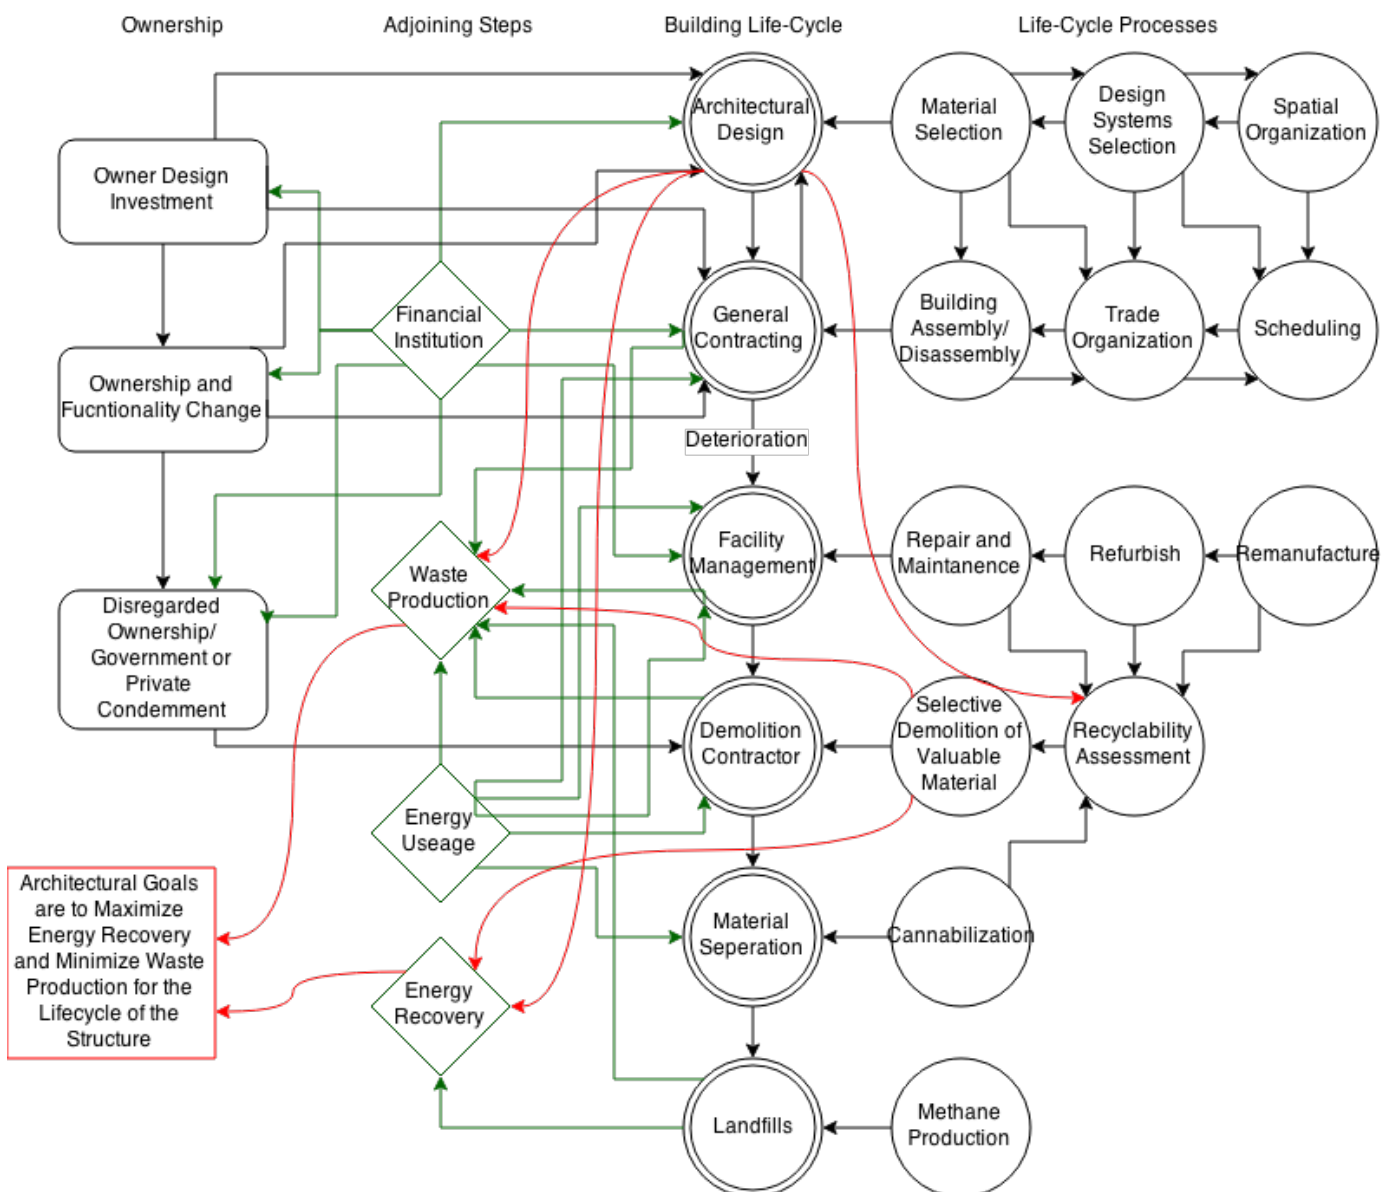 Ownership
Adjoining Steps
Building Life-Cycle
Life-Cycle Processes
Architectural
Design
Material
Selection
Design
Systems
Selection
Spatial
Organization
Owner Design
Investment
Financial
Institution
General
Contracting
Building
Assembly/
Disassembly
Trade
Organization
Scheduling
Ownership and
Fucntionality Change
Deterioration
Facility
Management
Repair and
Maintanence
Refurbish
Remanufacture
Waste
Production
Disregarded
Ownership/
Government or
Private
Condemnment
Demolition
Contractor
Selective
Demolition of
Valuable
Material
Recyclability
Assessment
Energy
Useage
Architectural Goals
are to Maximize
Energy Recovery
and Minimize Waste
Production for the
Lifecycle of the
Structure
Material
Seperation
Cannabilization
Energy
Recovery
Landfills
Methane
Production